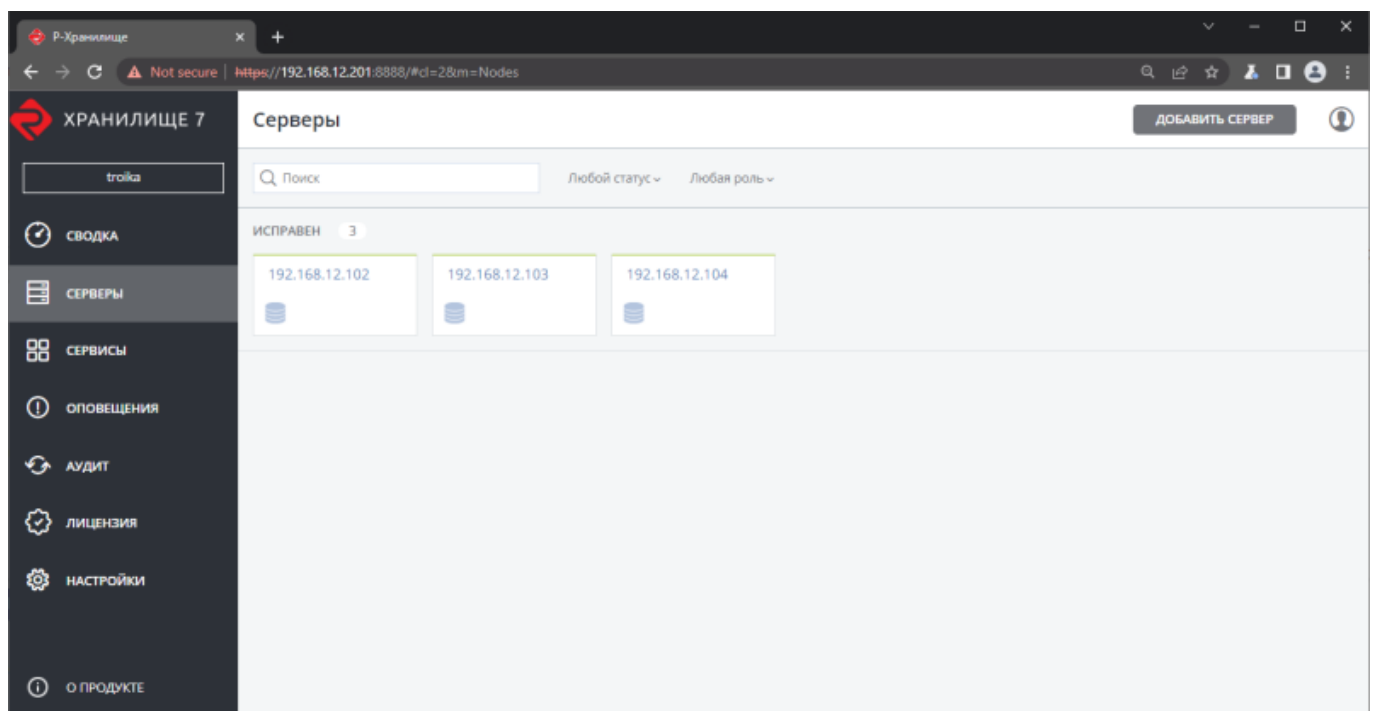 Р-Хранилище
Not secure | https://192.168.12.201:8888/#cl=2&m=Nodes
ХРАНИЛИЩЕ 7
Серверы
ДОБАВИТЬ СЕРВЕР
troika
Поиск
Любой статус
Любая роль
СВОДКА
ИСПРАВЕН 3
192.168.12.102
192.168.12.103
192.168.12.104
СЕРВЕРЫ
СЕРВИСЫ
ОПОВЕЩЕНИЯ
АУДИТ
ЛИЦЕНЗИЯ
НАСТРОЙКИ
О ПРОДУКТЕ